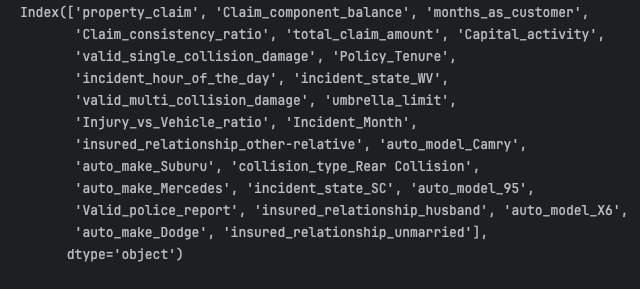 Index(['property_claim', 'Claim_component_balance', 'months_as_customer',
'Claim_consistency_ratio', 'total_claim_amount', 'Capital_activity',
'valid_single_collision_damage', 'Policy_Tenure',
'incident_hour_of_the_day', 'incident_state_WV',
'valid_multi_collision_damage', 'umbrella_limit',
'Injury_vs_Vehicle_ratio', 'Incident_Month',
'insured_relationship_other-relative', 'auto_model_Camry',
'auto_make_Suburu', 'collision_type_Rear Collision',
'auto_make_Mercedes', 'incident_state_SC', 'auto_model_95',
'Valid_police_report', 'insured_relationship_husband', 'auto_model_X6',
'auto_make_Dodge', 'insured_relationship_unmarried'],
dtype='object')